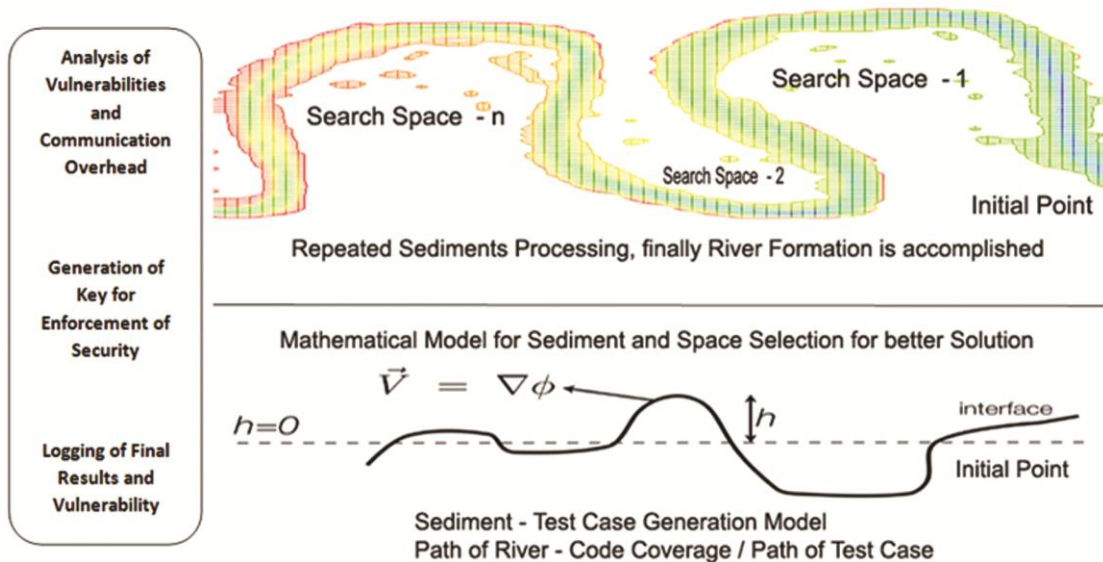 Analysis of
Vulnerabilities
and
Communication
Overhead
Generation of
Key for
Enforcement of
Security
Logging of Final
Results and
Vulnerability
Search Space - n
Search Space - 1
Search Space - 2
Initial Point
Repeated Sediments Processing, finally River Formation is accomplished
Mathematical Model for Sediment and Space Selection for better Solution
V⃗ = ∇ϕ
h=0
h
interface
Initial Point
Sediment - Test Case Generation Model
Path of River - Code Coverage / Path of Test Case